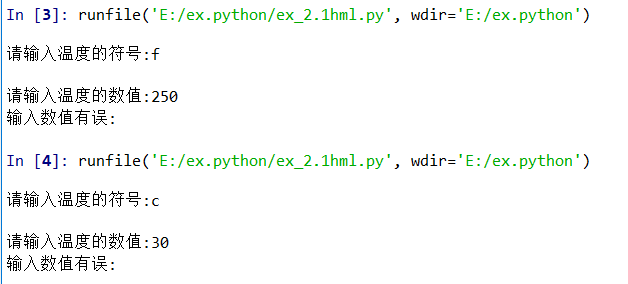 In [3]: runfile('E:/ex.python/ex_2.1hml.py', wdir='E:/ex.python')
请输入温度的符号:f
请输入温度的数值:250
输入数值有误:
In [4]: runfile('E:/ex.python/ex_2.1hml.py', wdir='E:/ex.python')
请输入温度的符号:c
请输入温度的数值:30
输入数值有误: